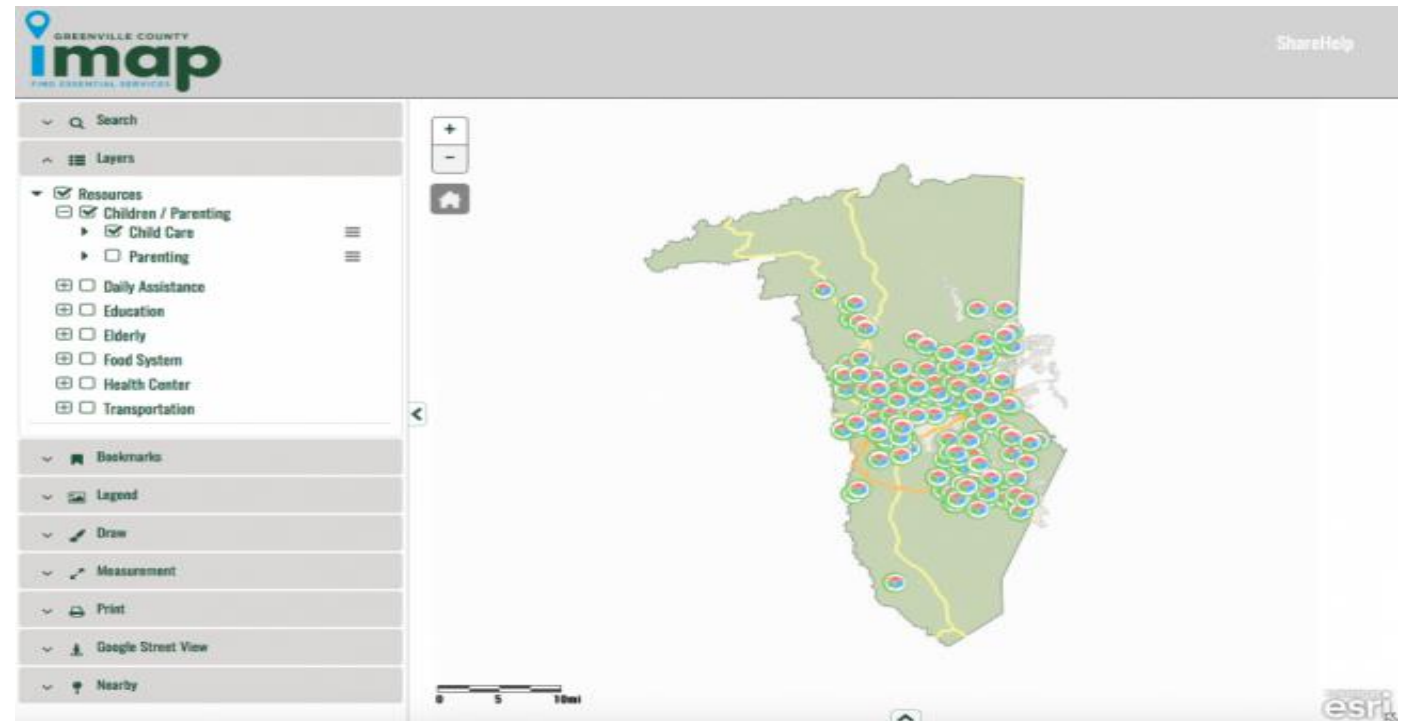 GREENVILLE COUNTY
imap
FIND ESSENTIAL SERVICES
ShareHelp
Search
Layers
Resources
Children / Parenting
Child Care
Parenting
Daily Assistance
Education
Elderly
Food System
Health Center
Transportation
Bookmarks
Legend
Draw
Measurement
Print
Google Street View
Nearby
+
-
0 5 10mi
esri